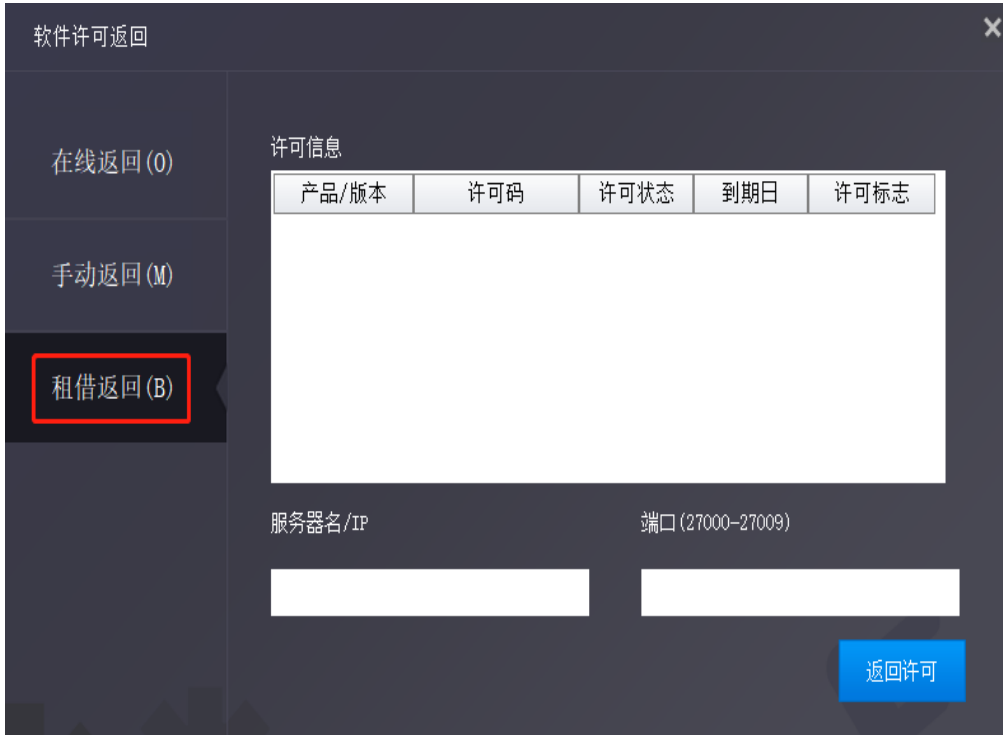 软件许可返回
在线返回(O)
手动返回(M)
租借返回(B)
许可信息
产品/版本 许可码 许可状态 到期日 许可标志
服务器名/IP 端口(27000-27009)
返回许可